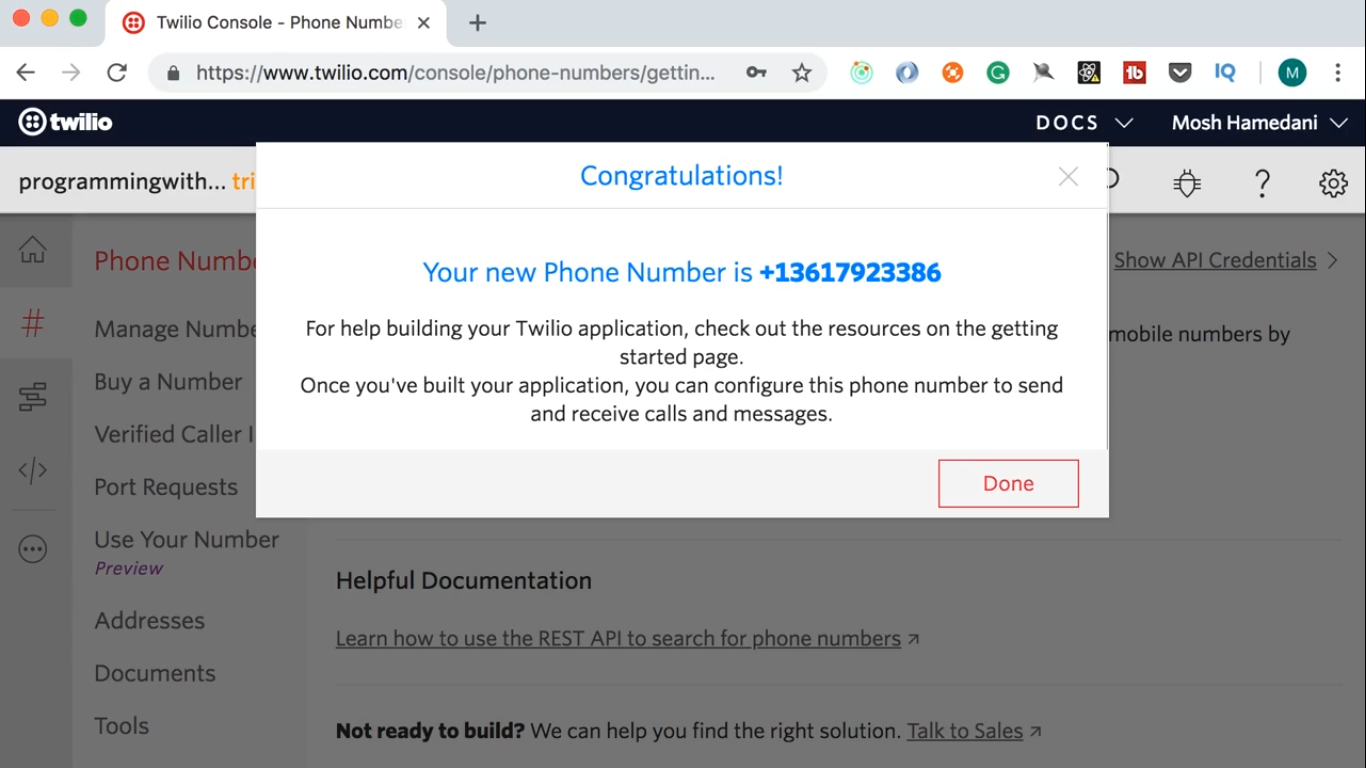 Twilio Console - Phone Numbe
https://www.twilio.com/console/phone-numbers/gettin...
G
tb
IQ
M
twilio
DOCS
Mosh Hamedani
programmingwith... tri
Congratulations!
?
Phone Numbe
Your new Phone Number is +13617923386
Show API Credentials
#
Manage Numbe
For help building your Twilio application, check out the resources on the getting
started page.
mobile numbers by
Buy a Number
Once you've built your application, you can configure this phone number to send
and receive calls and messages.
Verified Caller I
Port Requests
Done
Use Your Number
Preview
Helpful Documentation
Addresses
Learn how to use the REST API to search for phone numbers
Documents
Tools
Not ready to build? We can help you find the right solution. Talk to Sales